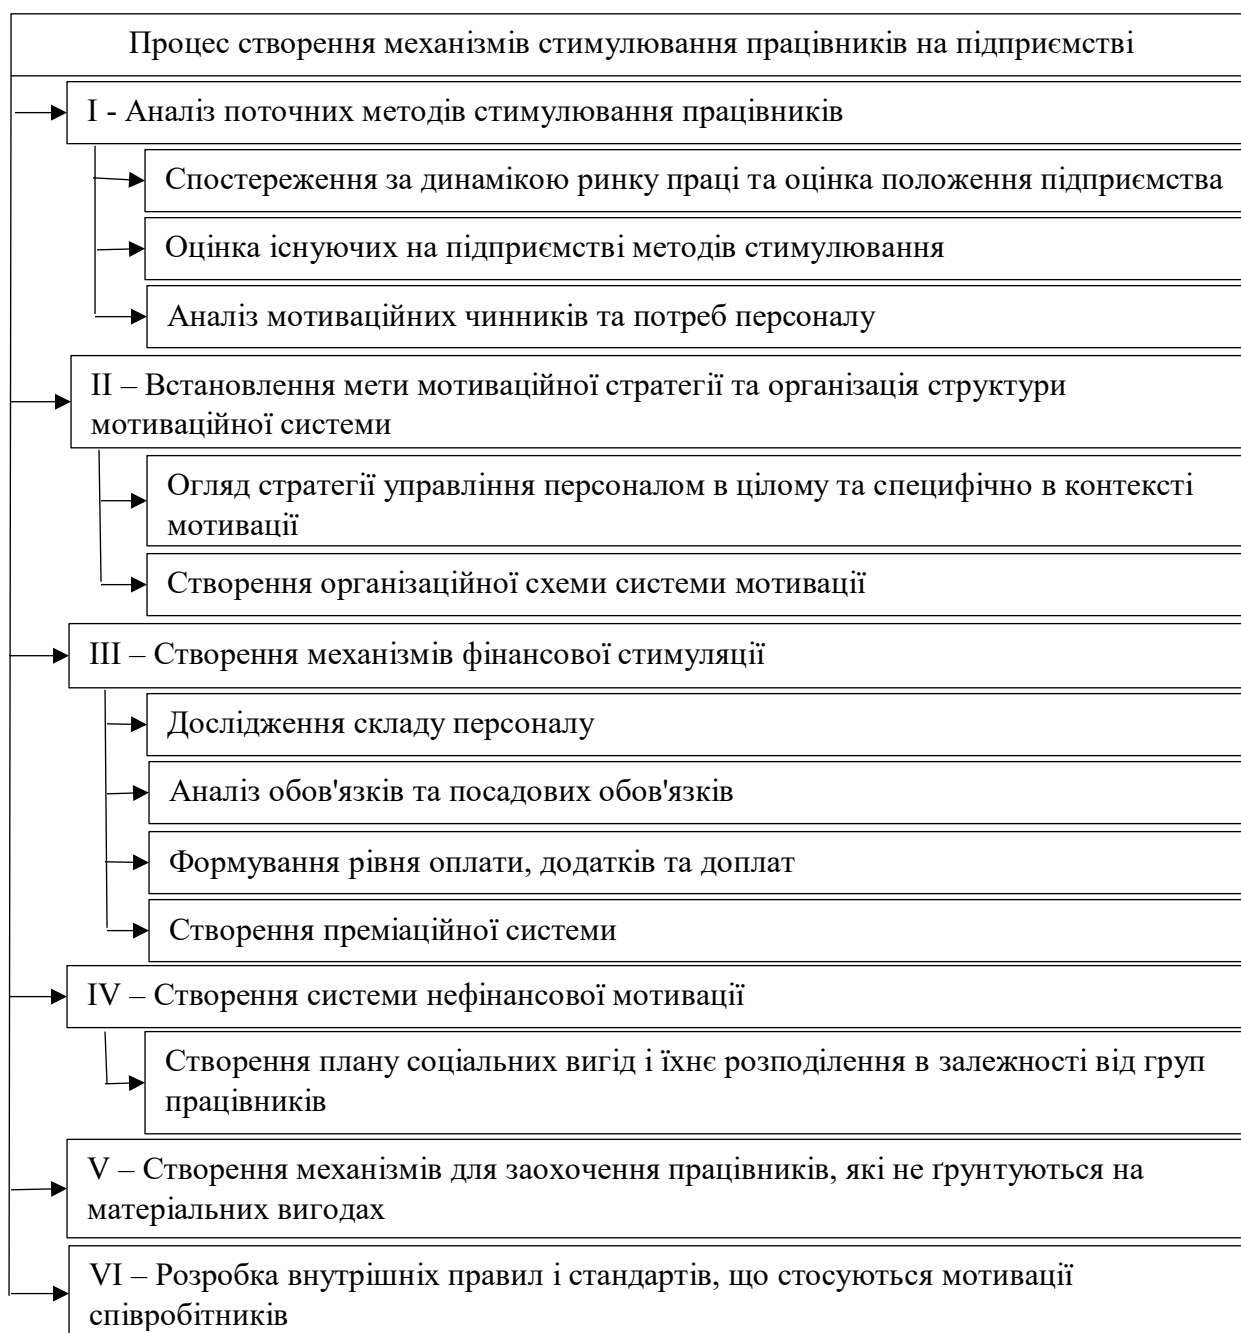 Процес створення механізмів стимулювання працівників на підприємстві
I - Аналіз поточних методів стимулювання працівників
Спостереження за динамікою ринку праці та оцінка положення підприємства
Оцінка існуючих на підприємстві методів стимулювання
Аналіз мотиваційних чинників та потреб персоналу
II – Встановлення мети мотиваційної стратегії та організація структури
мотиваційної системи
Огляд стратегії управління персоналом в цілому та специфічно в контексті
мотивації
Створення організаційної схеми системи мотивації
III – Створення механізмів фінансової стимуляції
Дослідження складу персоналу
Аналіз обов'язків та посадових обов'язків
Формування рівня оплати, додатків та доплат
Створення преміаційної системи
IV – Створення системи нефінансової мотивації
Створення плану соціальних вигід і їхнє розподілення в залежності від груп
працівників
V – Створення механізмів для заохочення працівників, які не ґрунтуються на
матеріальних вигодах
VI – Розробка внутрішніх правил і стандартів, що стосуються мотивації
співробітників